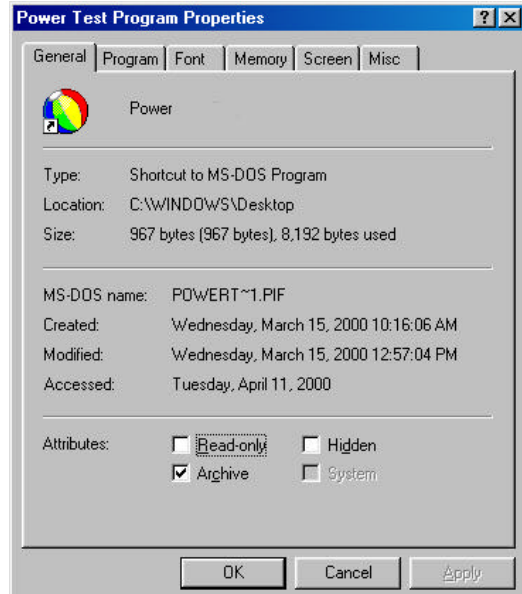 Power Test Program Properties
General Program Font Memory Screen Misc
Power
Type: Shortcut to MS-DOS Program
Location: C:\WINDOWS\Desktop
Size: 967 bytes (967 bytes), 8,192 bytes used
MS-DOS name: POWERT~1.PIF
Created: Wednesday, March 15, 2000 10:16:06 AM
Modified: Wednesday, March 15, 2000 12:57:04 PM
Accessed: Tuesday, April 11, 2000
Attributes: Read-only Hidden
Archive System
OK Cancel Apply